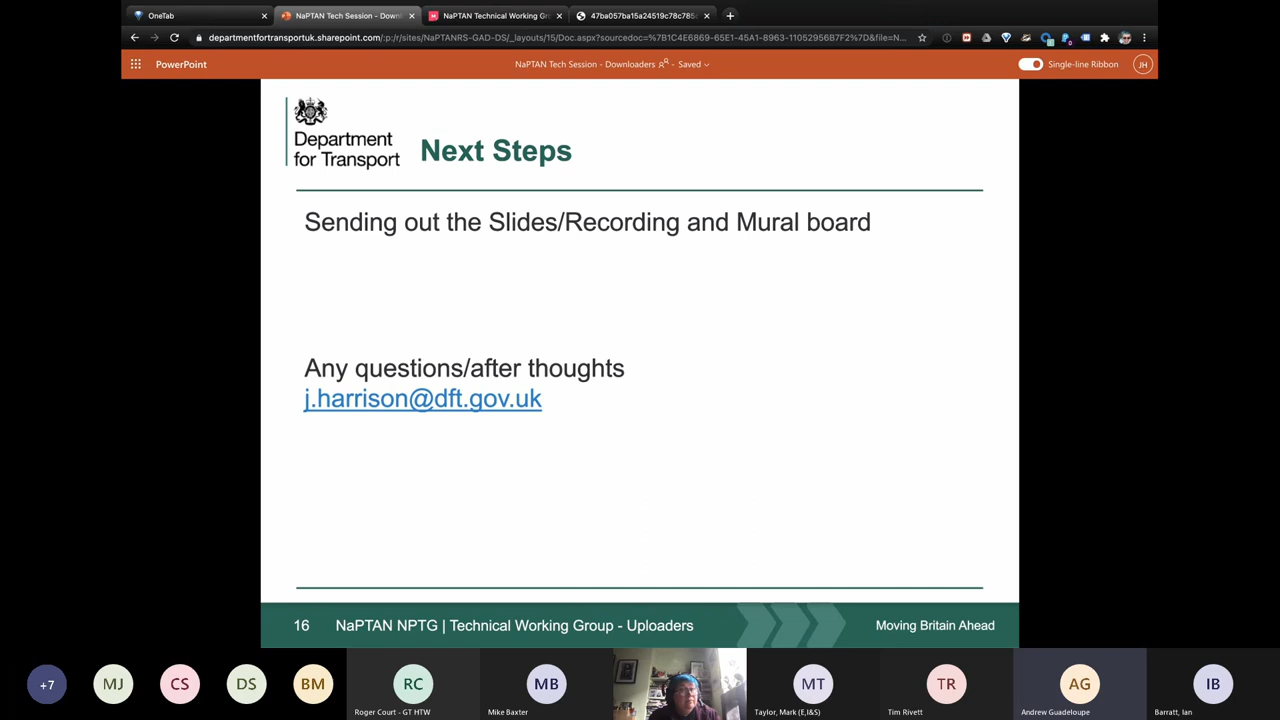 OneTab
NaPTAN Tech Session - Down
NaPTAN Technical Working Gr
47ba057ba15a24519c78c785
departmentfortransportuk.sharepoint.com/:p:/r/sites/NaPTANRS-GAD-DS/_layouts/15/Doc.aspx?sourcedoc=%7B1C4E6869-65E1-45A1-8963-11052956B7F2%7D&file=N...
PowerPoint
NaPTAN Tech Session - Downloaders - Saved
Single-line Ribbon
JH
Department
for Transport
Next Steps
Sending out the Slides/Recording and Mural board
Any questions/after thoughts
j.harrison@dft.gov.uk
16 NaPTAN NPTG | Technical Working Group - Uploaders Moving Britain Ahead
+7
MJ
CS
DS
BM
RC
Roger Court - GT HTW
MB
Mike Baxter
MT
Taylor, Mark (E,I&S)
TR
Tim Rivett
AG
Andrew Guadeloupe
IB
Barratt, Ian